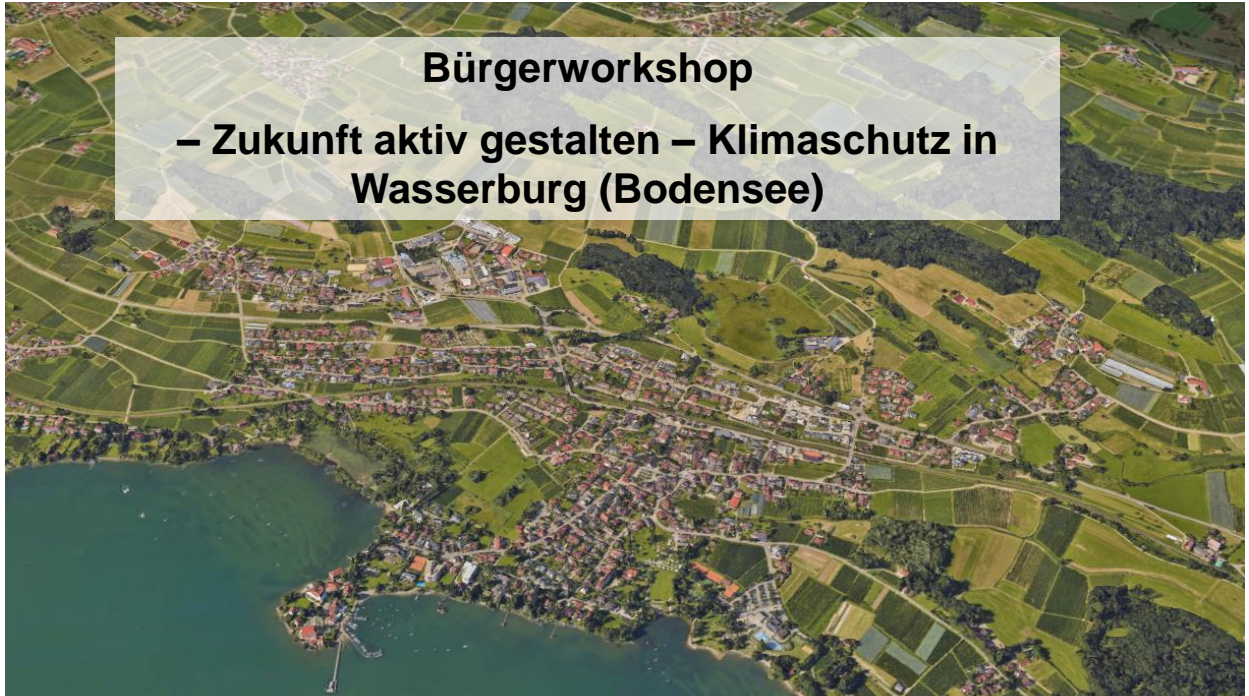 Bürgerworkshop
– Zukunft aktiv gestalten – Klimaschutz in
Wasserburg (Bodensee)